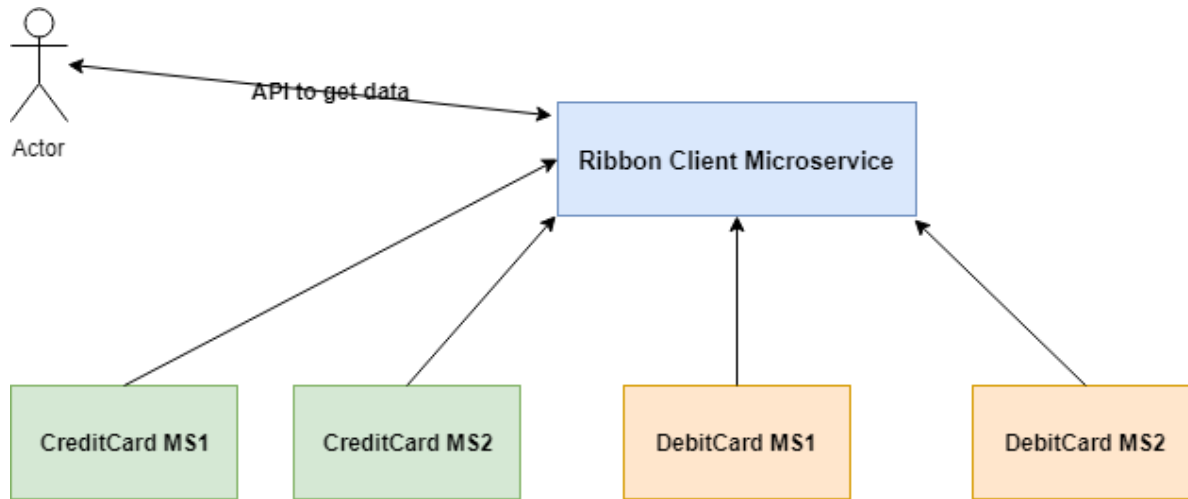 API to get data
Actor
Ribbon Client Microservice
CreditCard MS1
CreditCard MS2
DebitCard MS1
DebitCard MS2